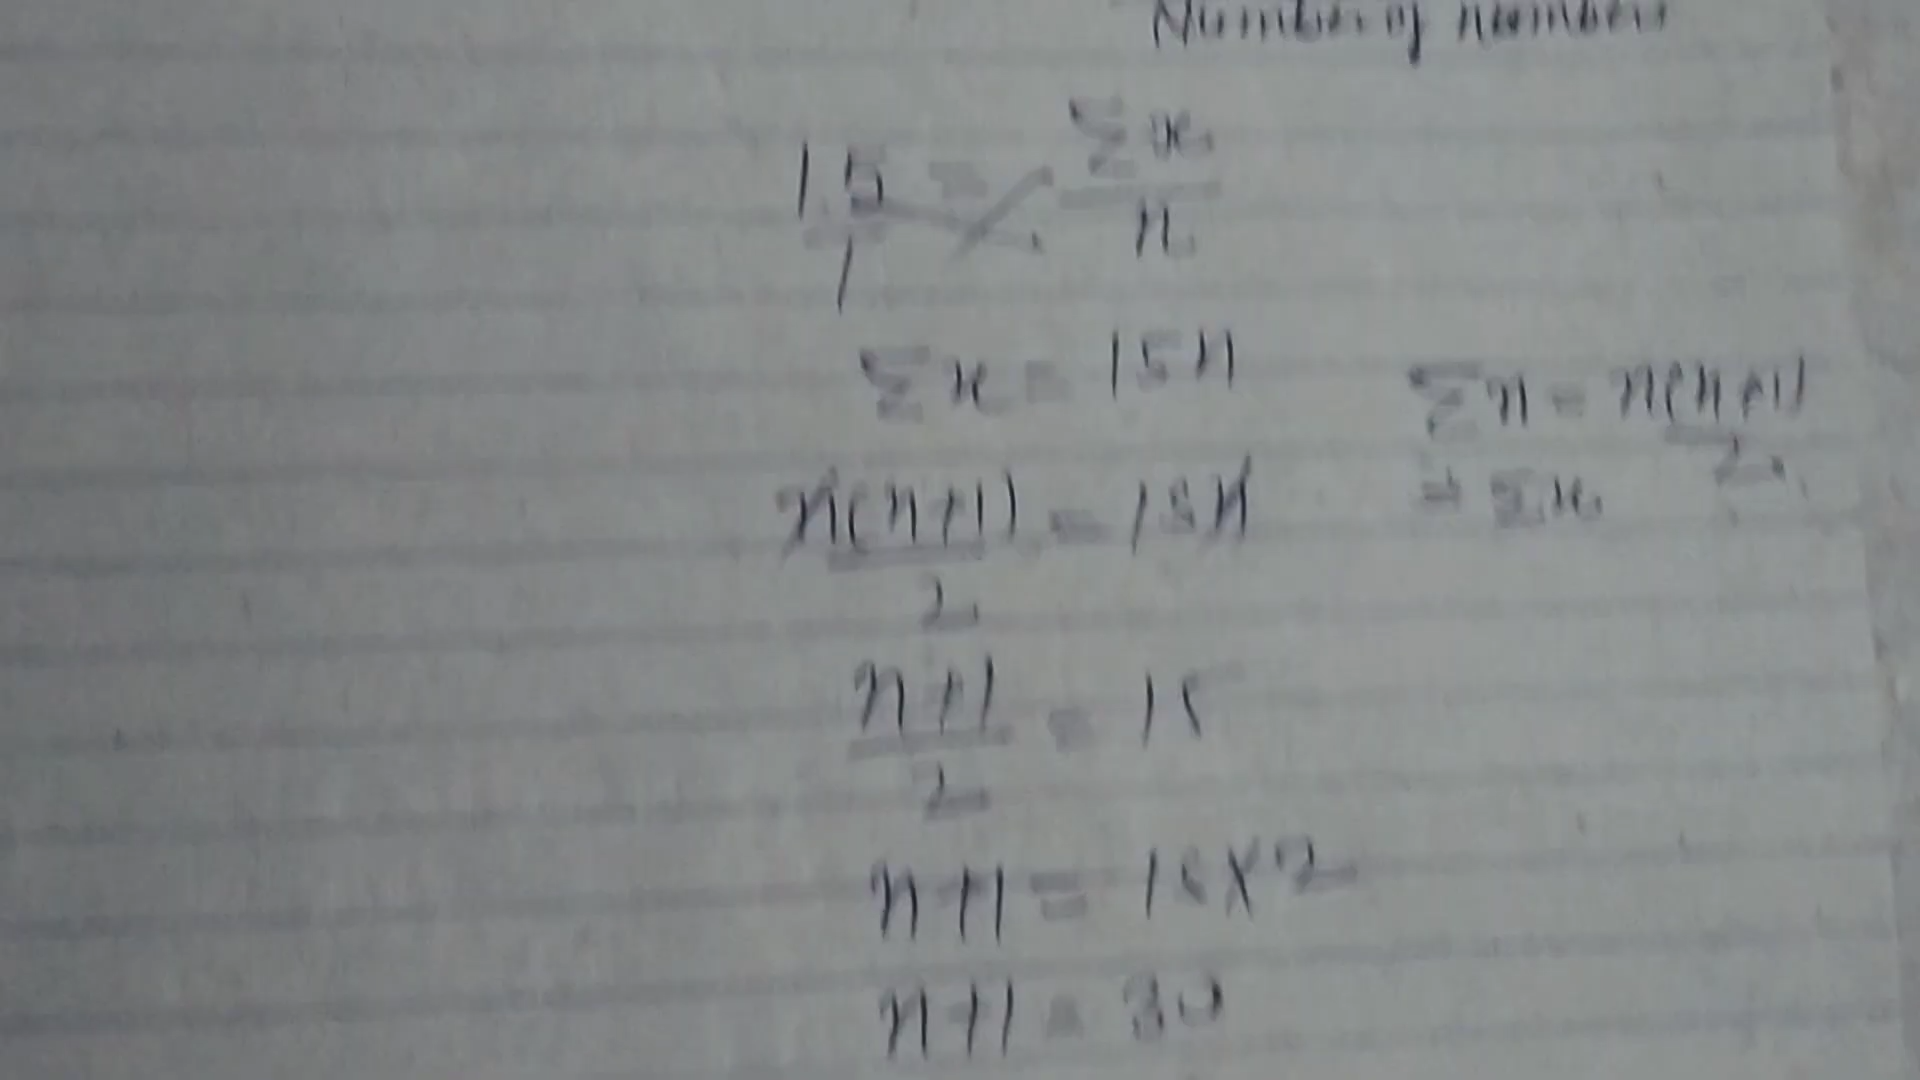 Number of numbers
15/1 = Σx/n
Σx = 15n
Σn = n(n+1)/2
⇒ Σx
n(n+1)/2 = 15n
n+1/2 = 15
n+1 = 15×2
n+1 = 30